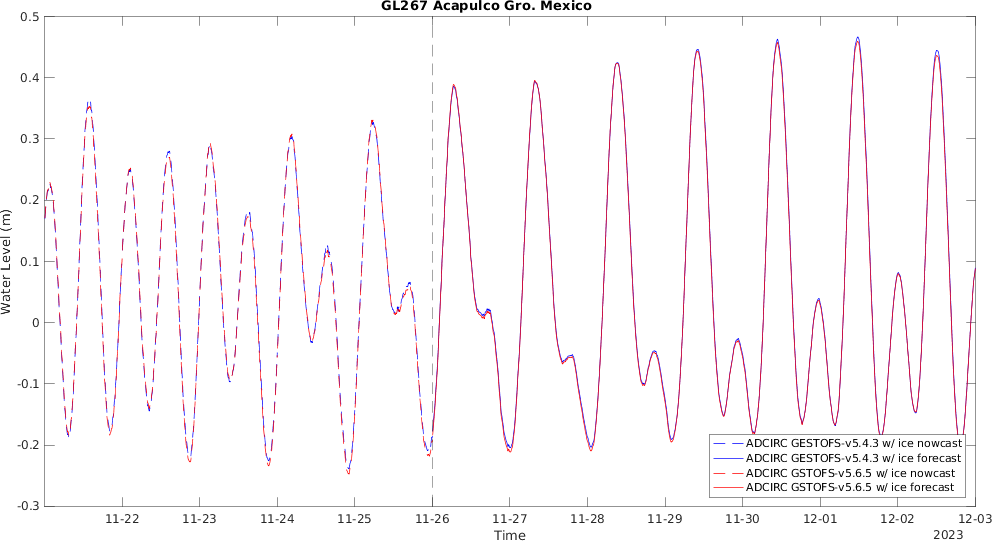 GL267 Acapulco Gro. Mexico
Water Level (m)
0.5
0.4
0.3
0.2
0.1
0
-0.1
-0.2
-0.3
ADCIRC GESTOFS-v5.4.3 w/ ice nowcast
ADCIRC GESTOFS-v5.4.3 w/ ice forecast
ADCIRC GSTOFS-v5.6.5 w/ ice nowcast
ADCIRC GSTOFS-v5.6.5 w/ ice forecast
11-22 11-23 11-24 11-25 11-26 11-27 11-28 11-29 11-30 12-01 12-02 12-03
Time
2023